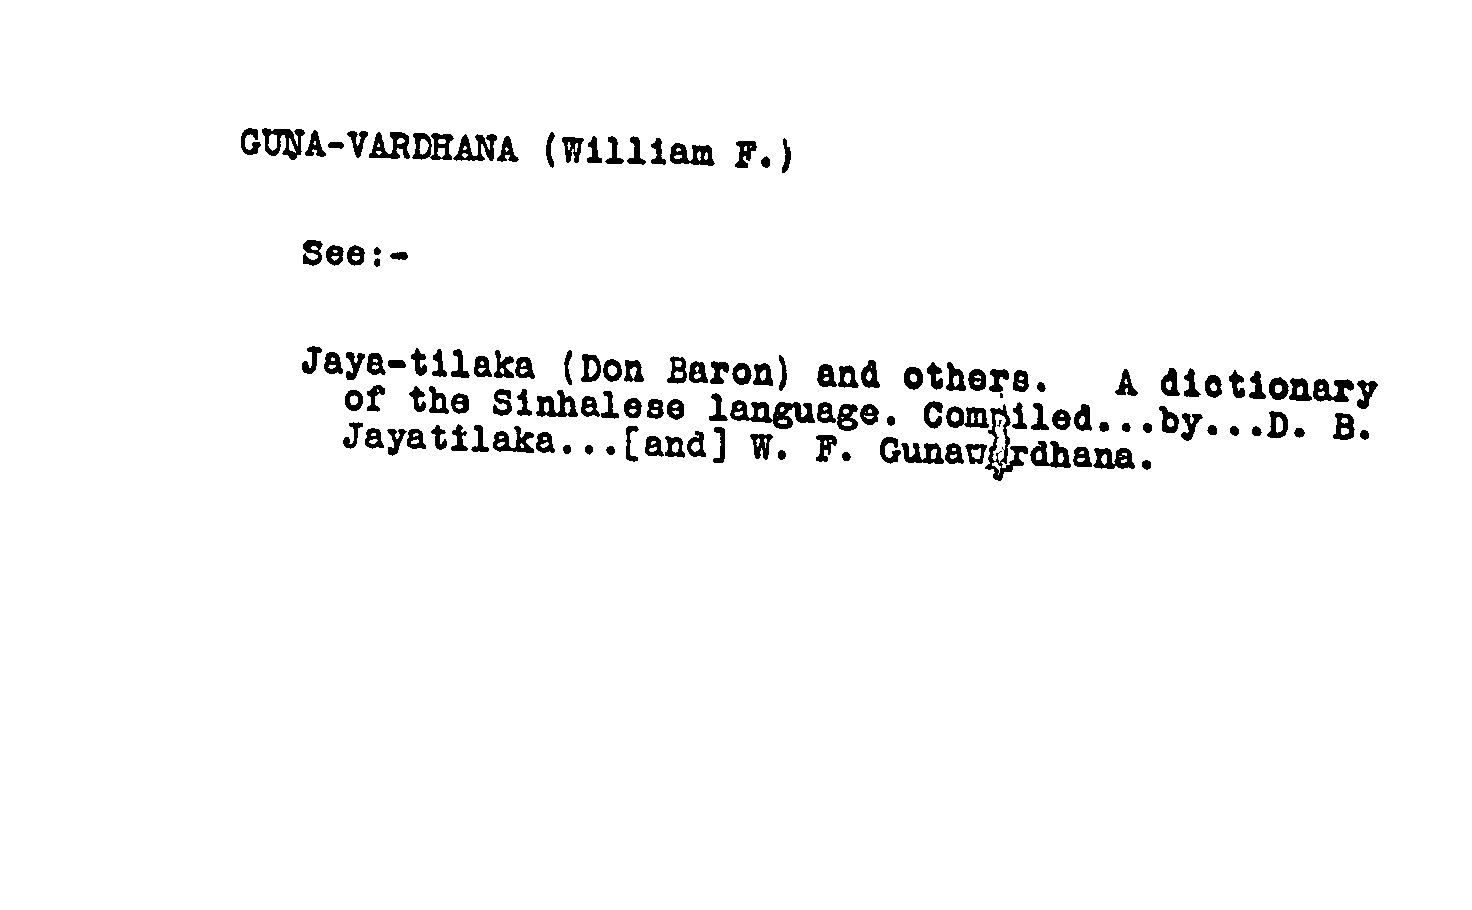 GUṆA-VARDHANA (William F.)
See:-
Jaya-tilaka (Don Baron) and others. A dictionary
of the Sinhalese language. Compiled...by...D. B.
Jayatilaka...[and] W. F. Gunawardhana.